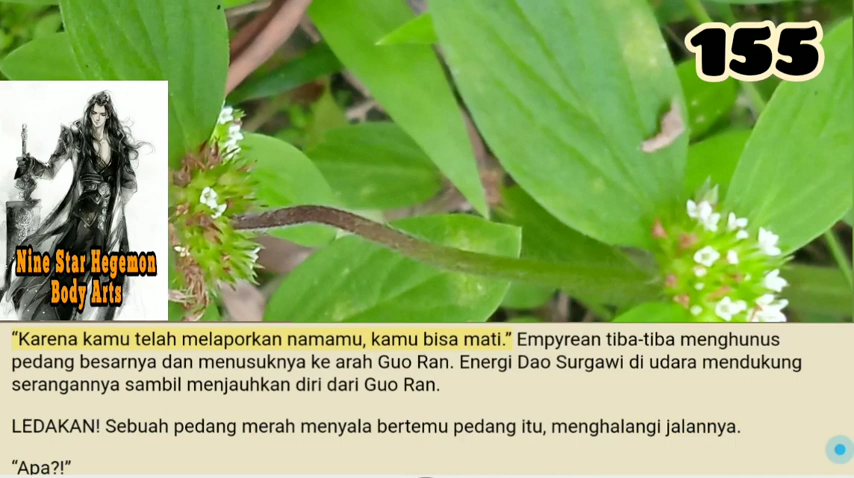 155
Nine Star Hegemon
Body Arts
“Karena kamu telah melaporkan namamu, kamu bisa mati.” Empyrean tiba-tiba menghunus
pedang besarnya dan menusuknya ke arah Guo Ran. Energi Dao Surgawi di udara mendukung
serangannya sambil menjauhkan diri dari Guo Ran.
LEDAKAN! Sebuah pedang merah menyala bertemu pedang itu, menghalangi jalannya.
“Apa?!”